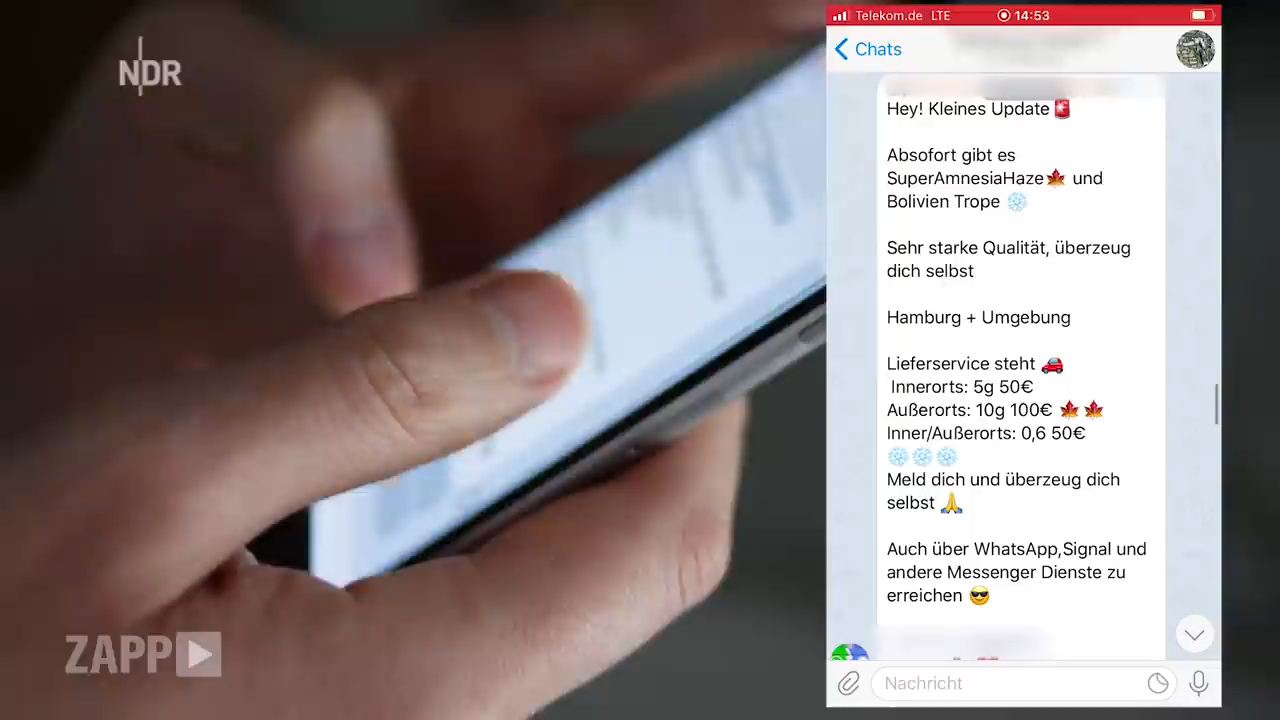 NDR
Telekom.de LTE 14:53
Chats
Hey! Kleines Update🚨
Absofort gibt es
SuperAmnesiaHaze🍁 und
Bolivien Trope ❄️
Sehr starke Qualität, überzeug
dich selbst
Hamburg + Umgebung
Lieferservice steht 🚗
Innerorts: 5g 50€
Außerorts: 10g 100€ 🍁🍁
Inner/Außerorts: 0,6 50€
❄️❄️❄️
Meld dich und überzeug dich
selbst 🙏
Auch über WhatsApp,Signal und
andere Messenger Dienste zu
erreichen 😎
Nachricht
ZAPP